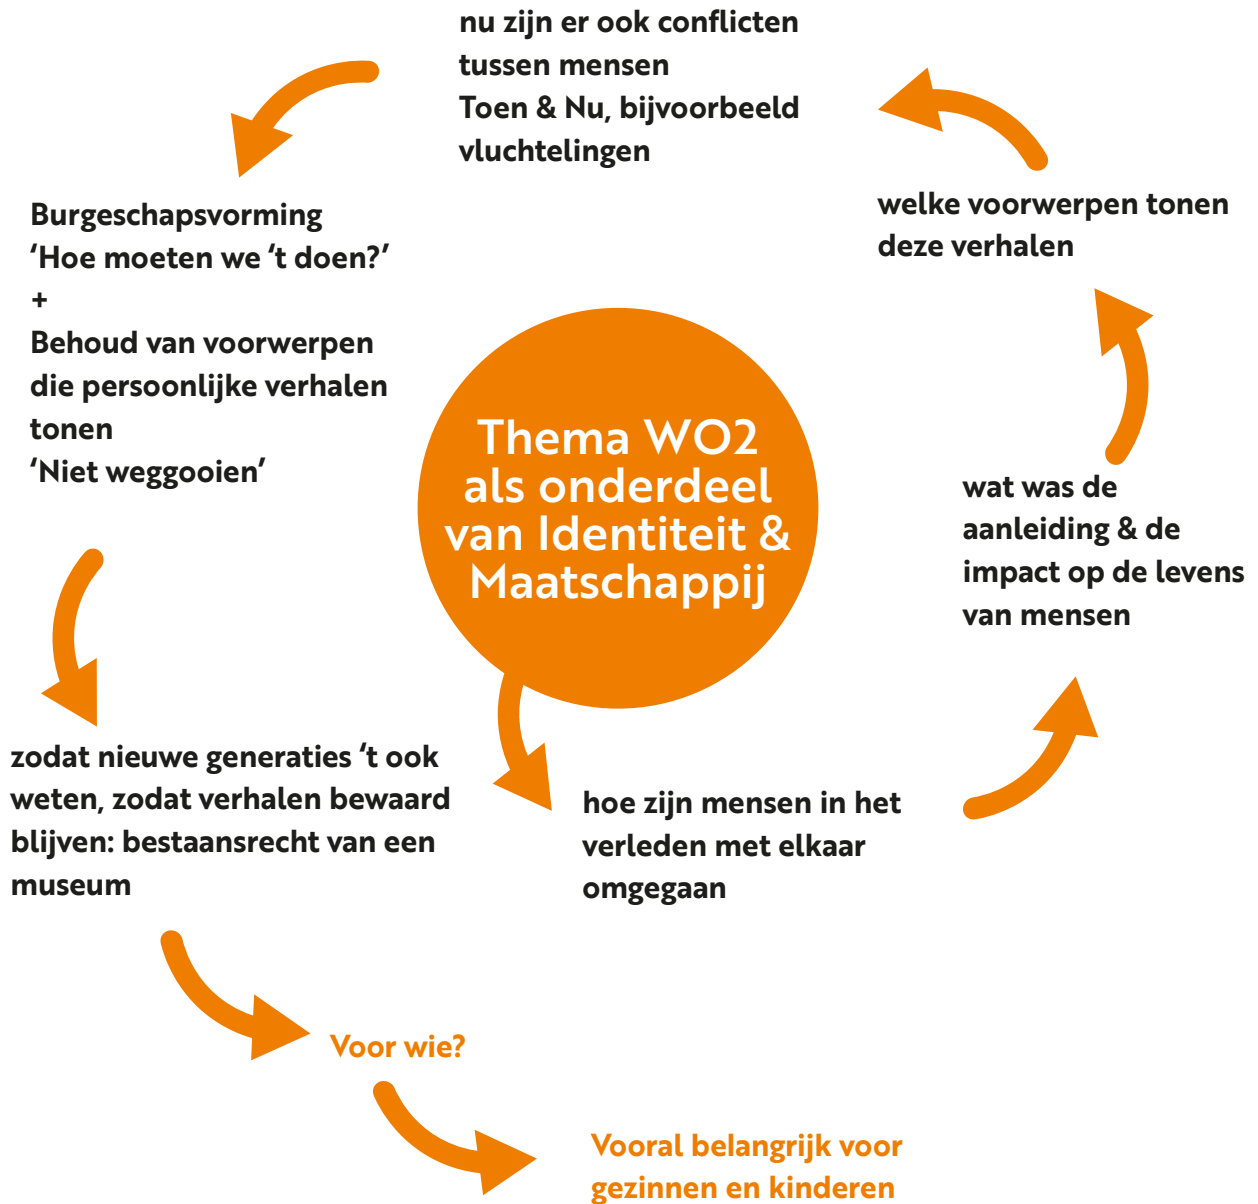 nu zijn er ook conflicten
tussen mensen
Toen & Nu, bijvoorbeeld
vluchtelingen
welke voorwerpen tonen
deze verhalen
Burgeschapsvorming
‘Hoe moeten we ‘t doen?’
+
Behoud van voorwerpen
die persoonlijke verhalen
tonen
‘Niet weggooien’
Thema WO2
als onderdeel
van Identiteit &
Maatschappij
wat was de
aanleiding & de
impact op de levens
van mensen
zodat nieuwe generaties ‘t ook
weten, zodat verhalen bewaard
blijven: bestaansrecht van een
museum
hoe zijn mensen in het
verleden met elkaar
omgegaan
Voor wie?
Vooral belangrijk voor
gezinnen en kinderen